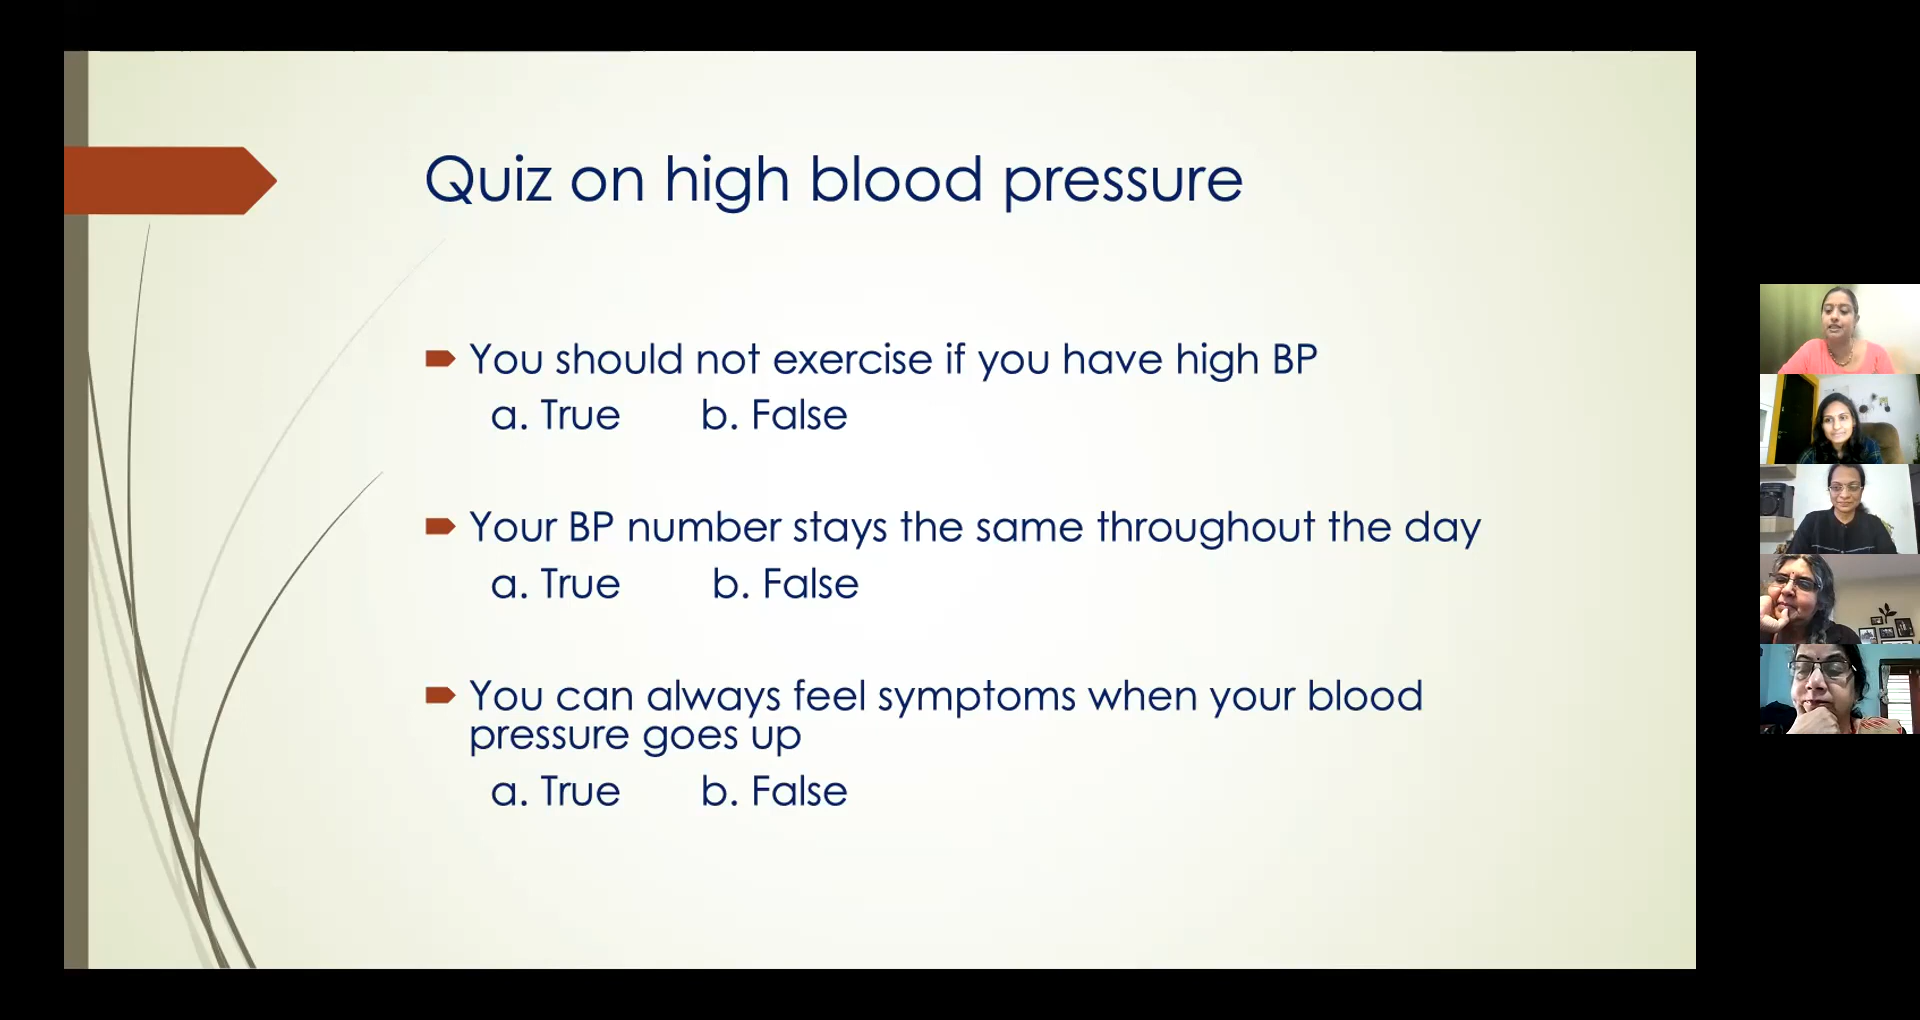 Quiz on high blood pressure
You should not exercise if you have high BP
a. True b. False
Your BP number stays the same throughout the day
a. True b. False
You can always feel symptoms when your blood
pressure goes up
a. True b. False